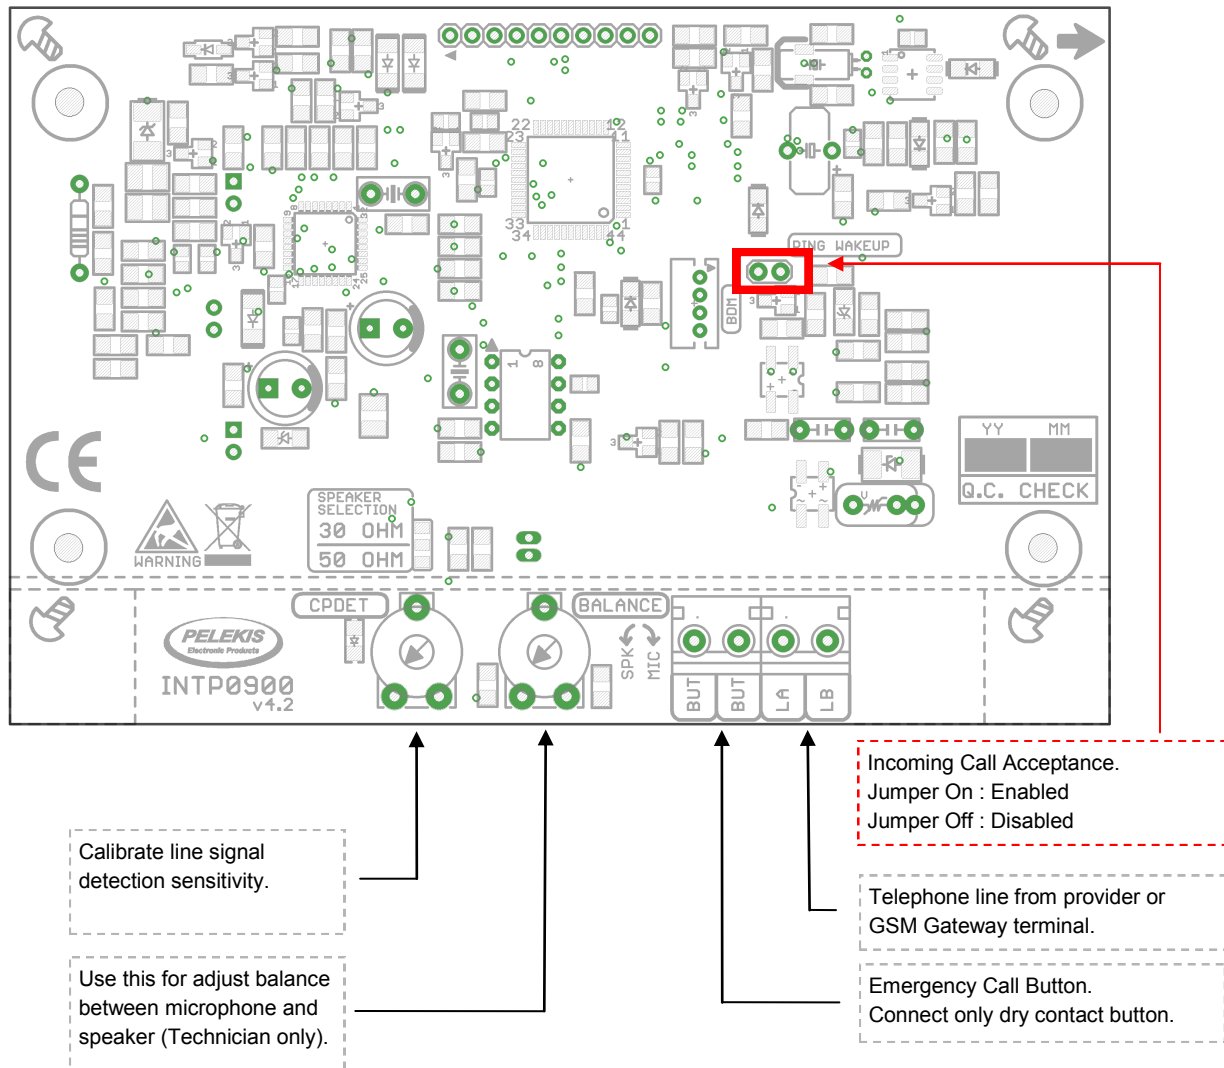 22
12
23
11
33
1
34
44
RING WAKEUP
BDM
1
8
YY
MM
Q.C. CHECK
CE
WARNING
SPEAKER
SELECTION
30 OHM
50 OHM
CPDET
BALANCE
SPK
MIC
PELEKIS
Electronic Products
INTP0900
v4.2
BUT
BUT
LA
LB
Incoming Call Acceptance.
Jumper On : Enabled
Jumper Off : Disabled
Calibrate line signal
detection sensitivity.
Telephone line from provider or
GSM Gateway terminal.
Use this for adjust balance
between microphone and
speaker (Technician only).
Emergency Call Button.
Connect only dry contact button.